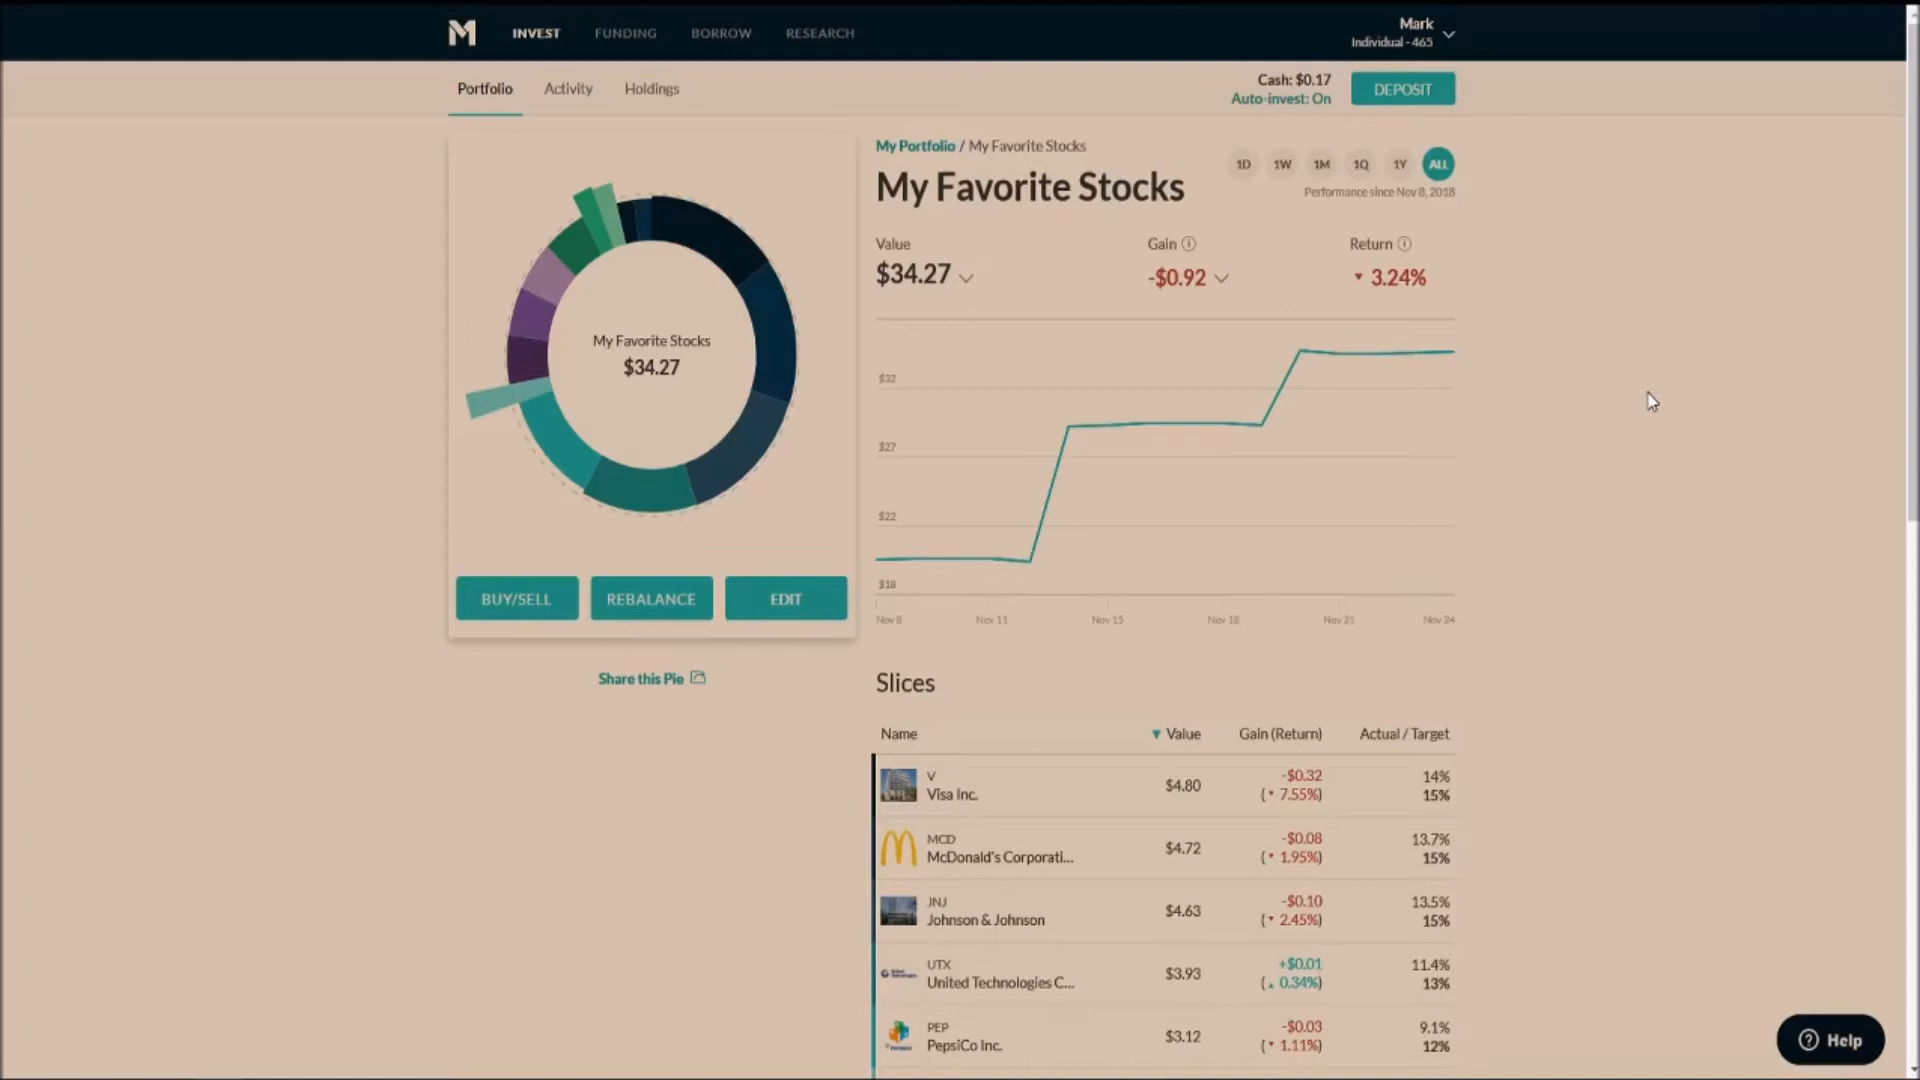 M INVEST FUNDING BORROW RESEARCH
Mark
Individual - 465
Portfolio Activity Holdings
Cash: $0.17
Auto-invest: On
DEPOSIT
My Portfolio / My Favorite Stocks
My Favorite Stocks
1D 1W 1M 1Q 1Y ALL
Performance since Nov 8, 2018
Value Gain Return
$34.27 -$0.92 ▼ 3.24%
My Favorite Stocks
$34.27
$32
$27
$22
$18
Nov 8 Nov 11 Nov 15 Nov 18 Nov 21 Nov 24
BUY/SELL REBALANCE EDIT
Share this Pie
Slices
Name ▼ Value Gain (Return) Actual / Target
V
Visa Inc.
$4.80
-$0.32
(▼ 7.55%)
14%
15%
MCD
McDonald's Corporati...
$4.72
-$0.08
(▼ 1.95%)
13.7%
15%
JNJ
Johnson & Johnson
$4.63
-$0.10
(▼ 2.45%)
13.5%
15%
UTX
United Technologies C...
$3.93
+$0.01
(▲ 0.34%)
11.4%
13%
PEP
PepsiCo Inc.
$3.12
-$0.03
(▼ 1.11%)
9.1%
12%
Help